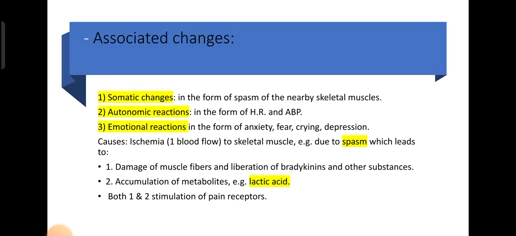 - Associated changes:
1) Somatic changes: in the form of spasm of the nearby skeletal muscles.
2) Autonomic reactions: in the form of H.R. and ABP.
3) Emotional reactions in the form of anxiety, fear, crying, depression.
Causes: Ischemia (1 blood flow) to skeletal muscle, e.g. due to spasm which leads
to:
• 1. Damage of muscle fibers and liberation of bradykinins and other substances.
• 2. Accumulation of metabolites, e.g. lactic acid.
• Both 1 & 2 stimulation of pain receptors.